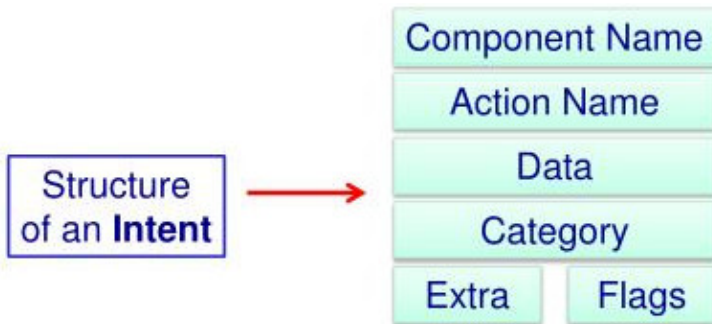 Structure
of an Intent
Component Name
Action Name
Data
Category
Extra
Flags